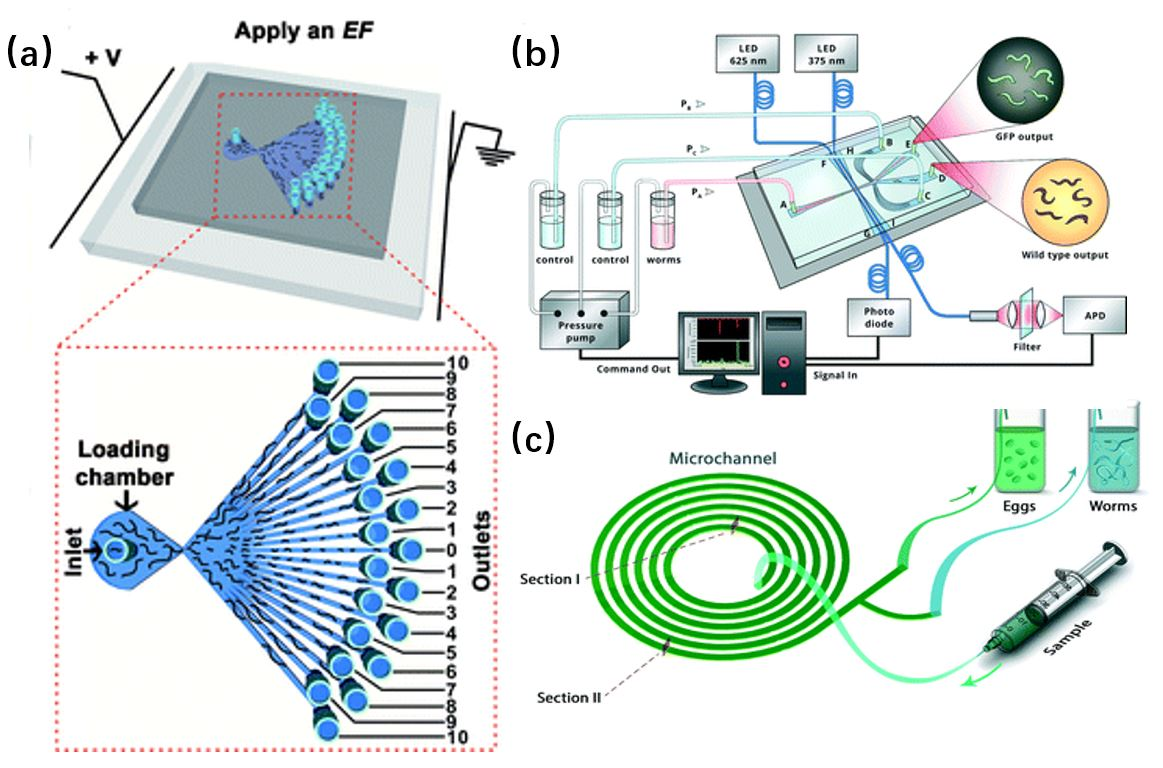 (a)
Apply an EF
+ V
Loading
chamber
Inlet
10
9
8
7
6
5
4
3
2
1
0
1
2
3
4
5
6
7
8
9
10
Outlets
(b)
LED
625 nm
LED
375 nm
GFP output
Wild type output
P_B
P_C
P_A
A
B
C
D
E
F
G
H
I
control
control
worms
Pressure
pump
Command Out
Signal In
Photo
diode
Filter
APD
(c)
Microchannel
Section I
Section II
Eggs
Worms
Sample